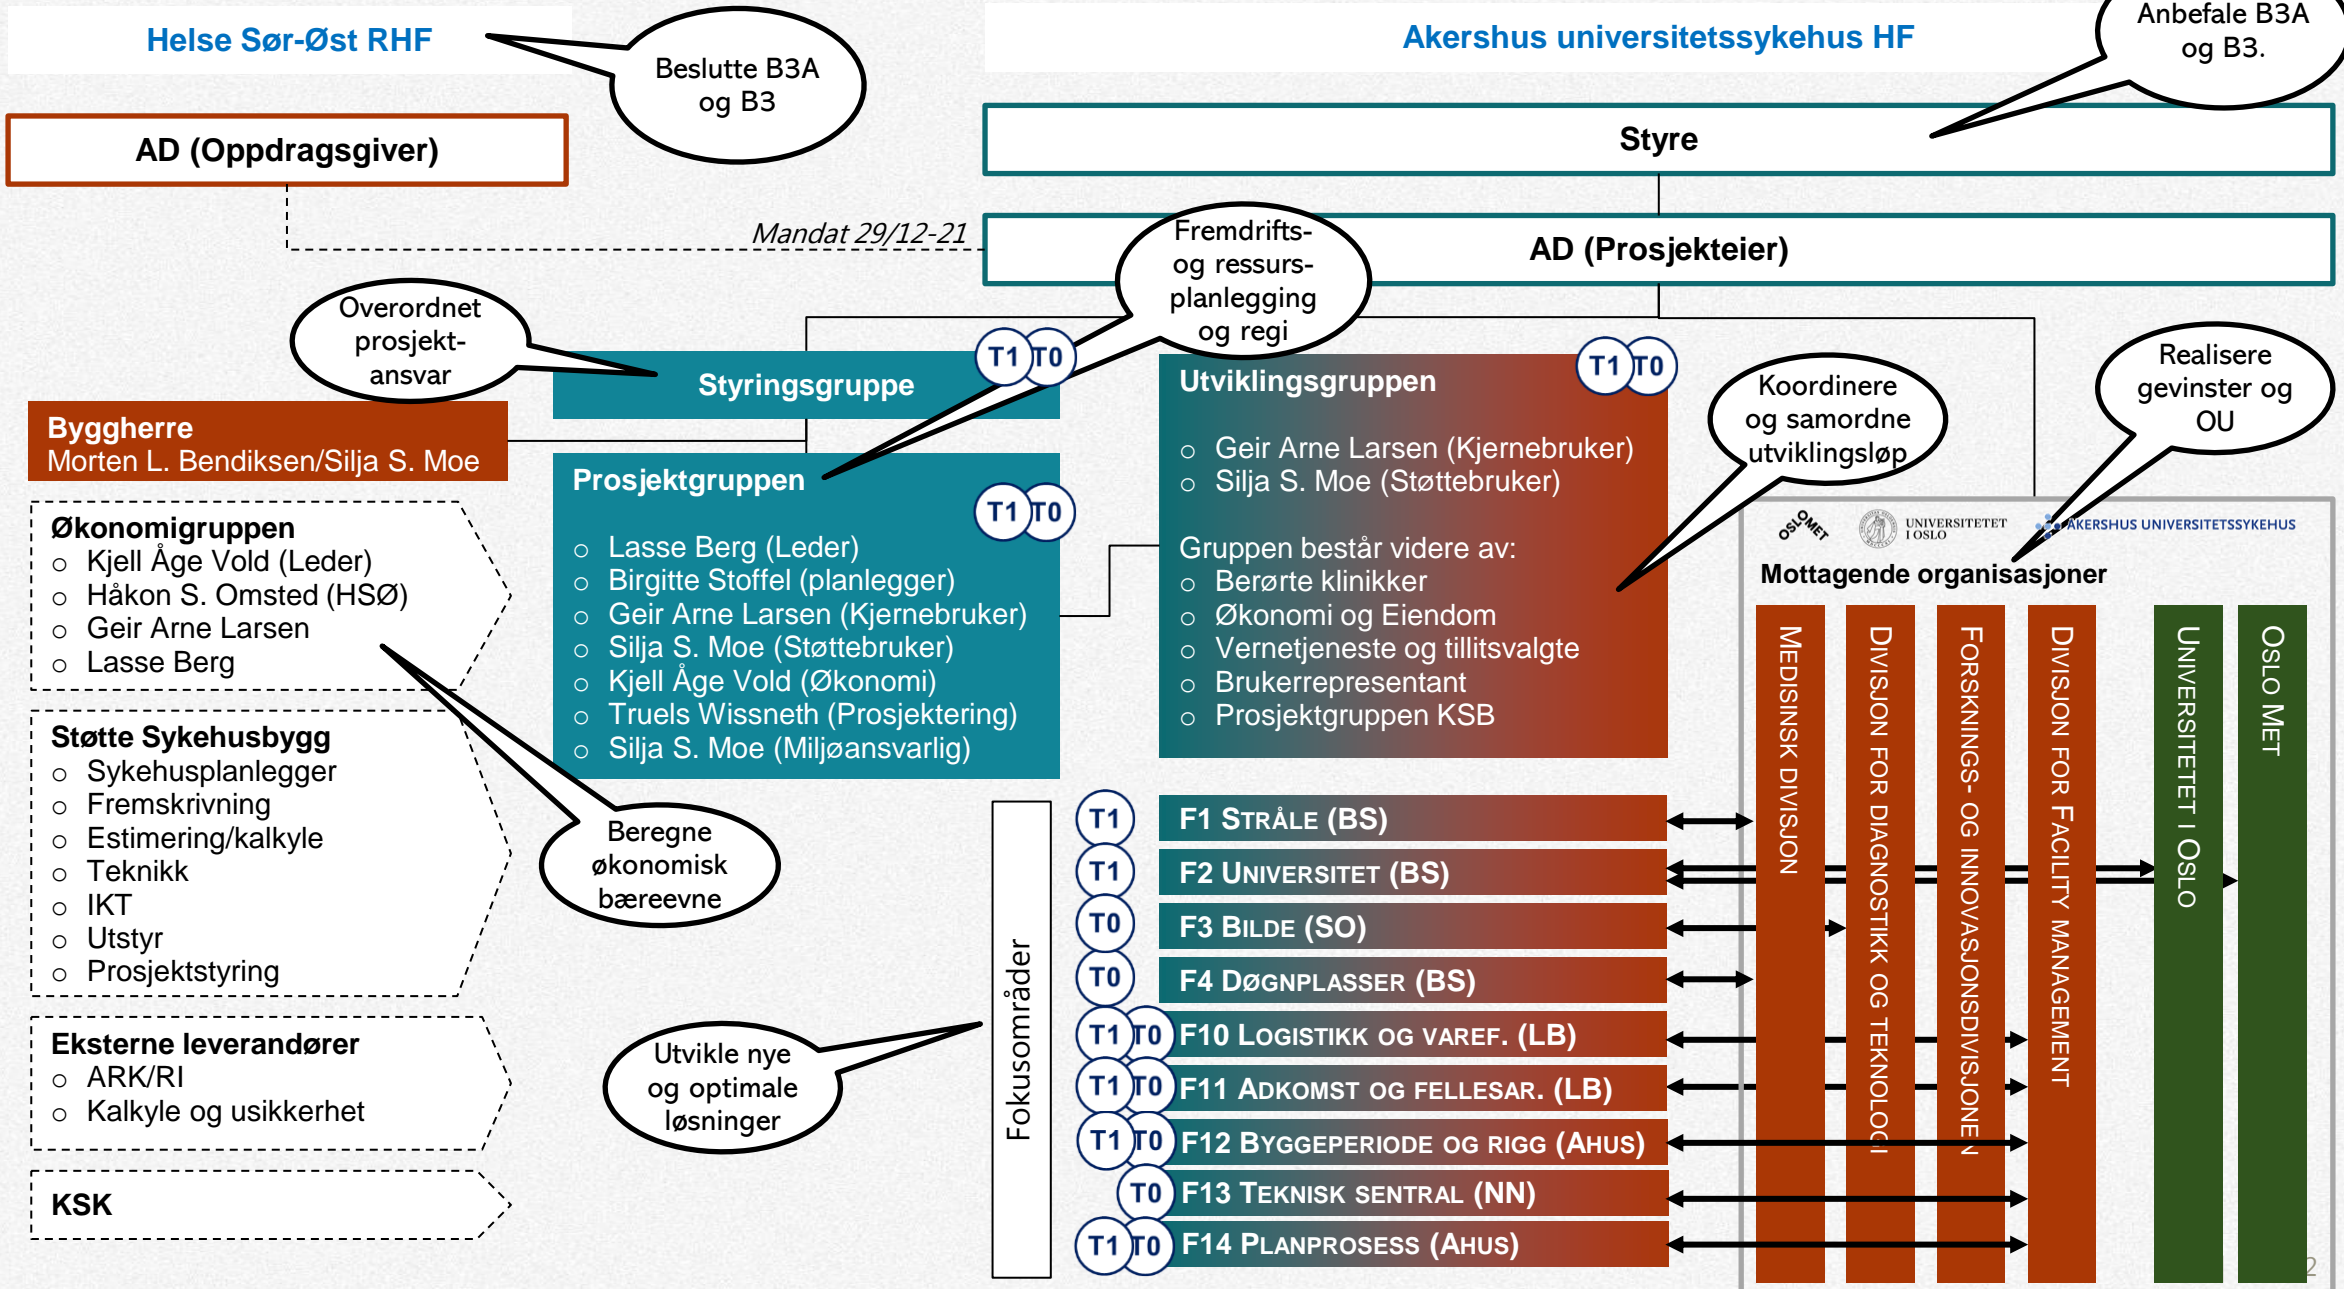 Helse Sør-Øst RHF
Beslutte B3A
og B3
Akershus universitetssykehus HF
Anbefale B3A
og B3.
AD (Oppdragsgiver)
Styre
Mandat 29/12-21
AD (Prosjekteier)
Fremdrifts-
og ressurs-
planlegging
og regi
Overordnet
prosjekt-
ansvar
Styringsgruppe
T1 T0
Byggherre
Morten L. Bendiksen/Silja S. Moe
Økonomigruppen
o Kjell Åge Vold (Leder)
o Håkon S. Omsted (HSØ)
o Geir Arne Larsen
o Lasse Berg
Støtte Sykehusbygg
o Sykehusplanlegger
o Fremskrivning
o Estimering/kalkyle
o Teknikk
o IKT
o Utstyr
o Prosjektstyring
Eksterne leverandører
o ARK/RI
o Kalkyle og usikkerhet
KSK
Prosjektgruppen
T1 T0
o Lasse Berg (Leder)
o Birgitte Stoffel (planlegger)
o Geir Arne Larsen (Kjernebruker)
o Silja S. Moe (Støttebruker)
o Kjell Åge Vold (Økonomi)
o Truels Wissneth (Prosjektering)
o Silja S. Moe (Miljøansvarlig)
Beregne
økonomisk
bæreevne
Utvikle nye
og optimale
løsninger
Utviklingsgruppen
T1 T0
o Geir Arne Larsen (Kjernebruker)
o Silja S. Moe (Støttebruker)
Gruppen består videre av:
o Berørte klinikker
o Økonomi og Eiendom
o Vernetjeneste og tillitsvalgte
o Brukerrepresentant
o Prosjektgruppen KSB
Koordinere
og samordne
utviklingsløp
Realisere
gevinster og
OU
Fokusområder
T1 F1 STRÅLE (BS)
T1 F2 UNIVERSITET (BS)
T0 F3 BILDE (SO)
T0 F4 DØGNPLASSER (BS)
T1 T0 F10 LOGISTIKK OG VAREF. (LB)
T1 T0 F11 ADKOMST OG FELLESAR. (LB)
T1 T0 F12 BYGGEPERIODE OG RIGG (AHUS)
T0 F13 TEKNISK SENTRAL (NN)
T1 T0 F14 PLANPROSESS (AHUS)
OSLOMET
UNIVERSITETET
I OSLO
AKERSHUS UNIVERSITETSSYKEHUS
Mottagende organisasjoner
MEDISINSK DIVISJON
DIVISJON FOR DIAGNOSTIKK OG TEKNOLOGI
FORSKNINGS- OG INNOVASJONSDIVISJONEN
DIVISJON FOR FACILITY MANAGEMENT
UNIVERSITETET I OSLO
OSLO MET
2